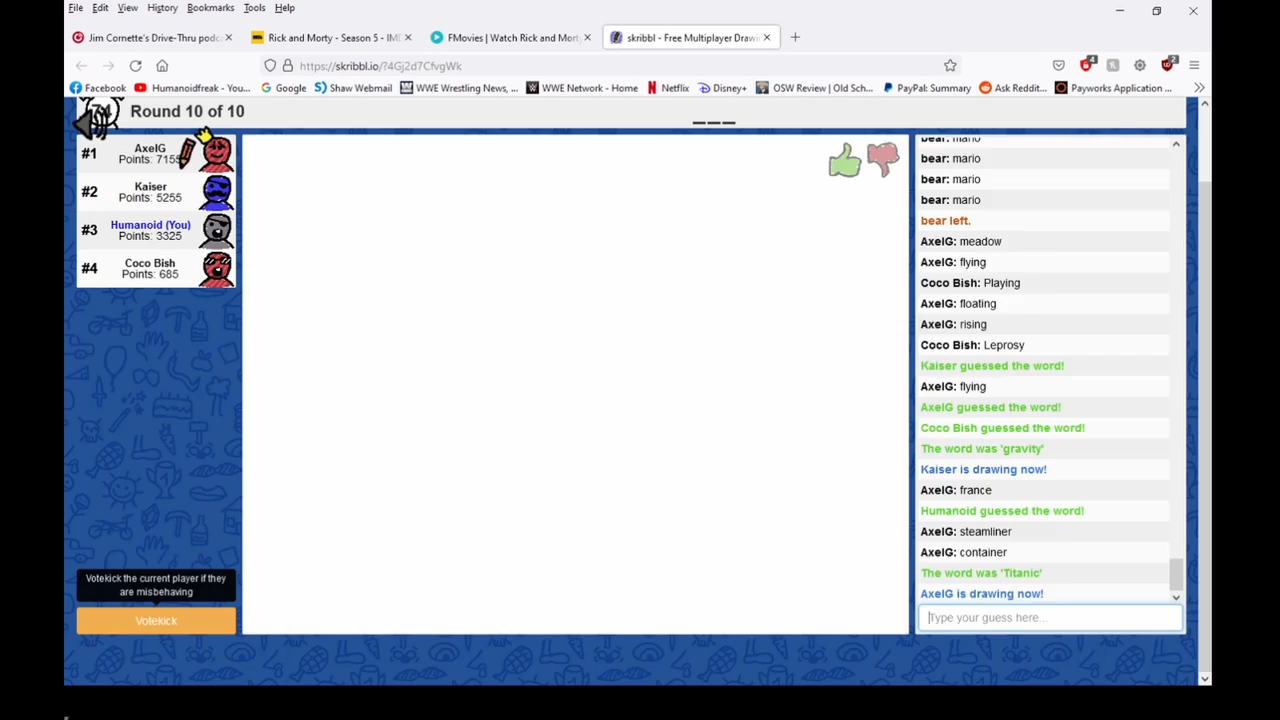 File Edit View History Bookmarks Tools Help
Jim Cornette's Drive-Thru podc
Rick and Morty - Season 5 - IM
FMovies | Watch Rick and Mort
skribbl - Free Multiplayer Drawi
https://skribbl.io/?4Gj2d7CfvgWk
Facebook
Humanoidfreak - You...
Google
Shaw Webmail
WWE Wrestling News, ...
WWE Network - Home
Netflix
Disney+
OSW Review | Old Sch...
PayPal: Summary
Ask Reddit...
Payworks Application ...
Round 10 of 10
___
#1
AxelG
Points: 7155
#2
Kaiser
Points: 5255
#3
Humanoid (You)
Points: 3325
#4
Coco Bish
Points: 685
Votekick the current player if they
are misbehaving
Votekick
bear: mario
bear: mario
bear: mario
bear: mario
bear left.
AxelG: meadow
AxelG: flying
Coco Bish: Playing
AxelG: floating
AxelG: rising
Coco Bish: Leprosy
Kaiser guessed the word!
AxelG: flying
AxelG guessed the word!
Coco Bish guessed the word!
The word was 'gravity'
Kaiser is drawing now!
AxelG: france
Humanoid guessed the word!
AxelG: steamliner
AxelG: container
The word was 'Titanic'
AxelG is drawing now!
Type your guess here...